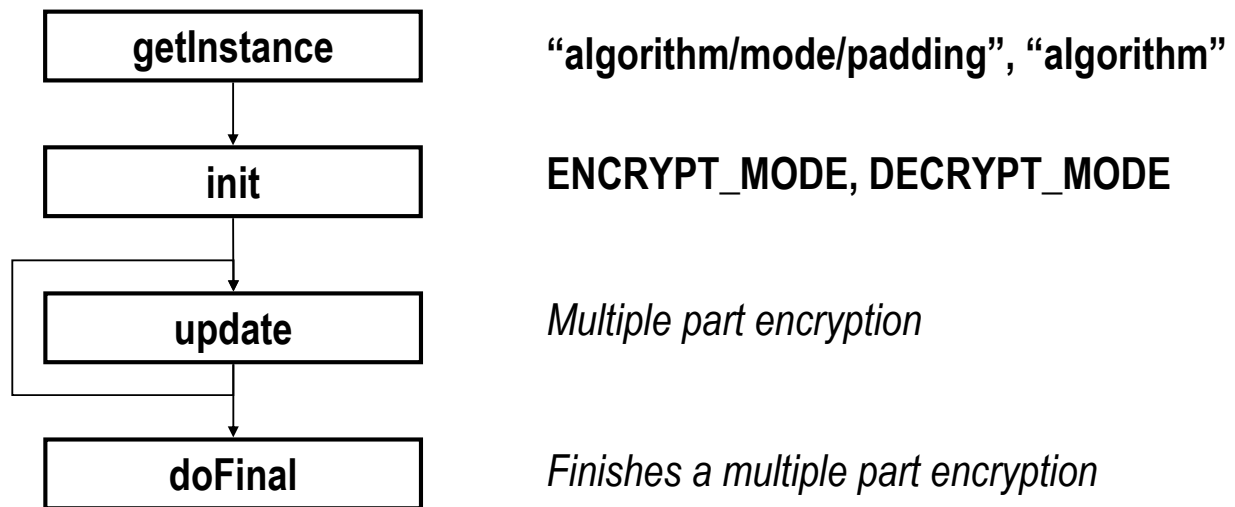 getInstance “algorithm/mode/padding”, “algorithm”
init ENCRYPT_MODE, DECRYPT_MODE
update Multiple part encryption
doFinal Finishes a multiple part encryption